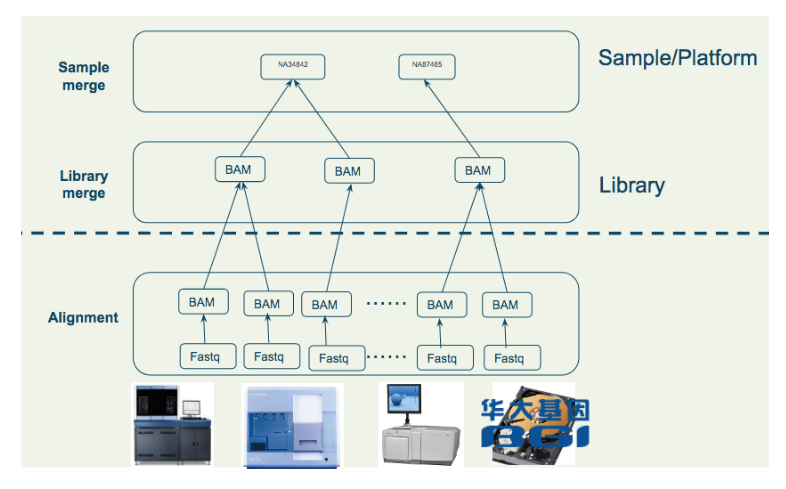 Sample
merge
NA34842
NA87465
Sample/Platform
Library
merge
BAM
BAM
BAM
Library
Alignment
BAM
BAM
BAM
......
BAM
BAM
Fastq
Fastq
Fastq
......
Fastq
Fastq
华大基因
BGI